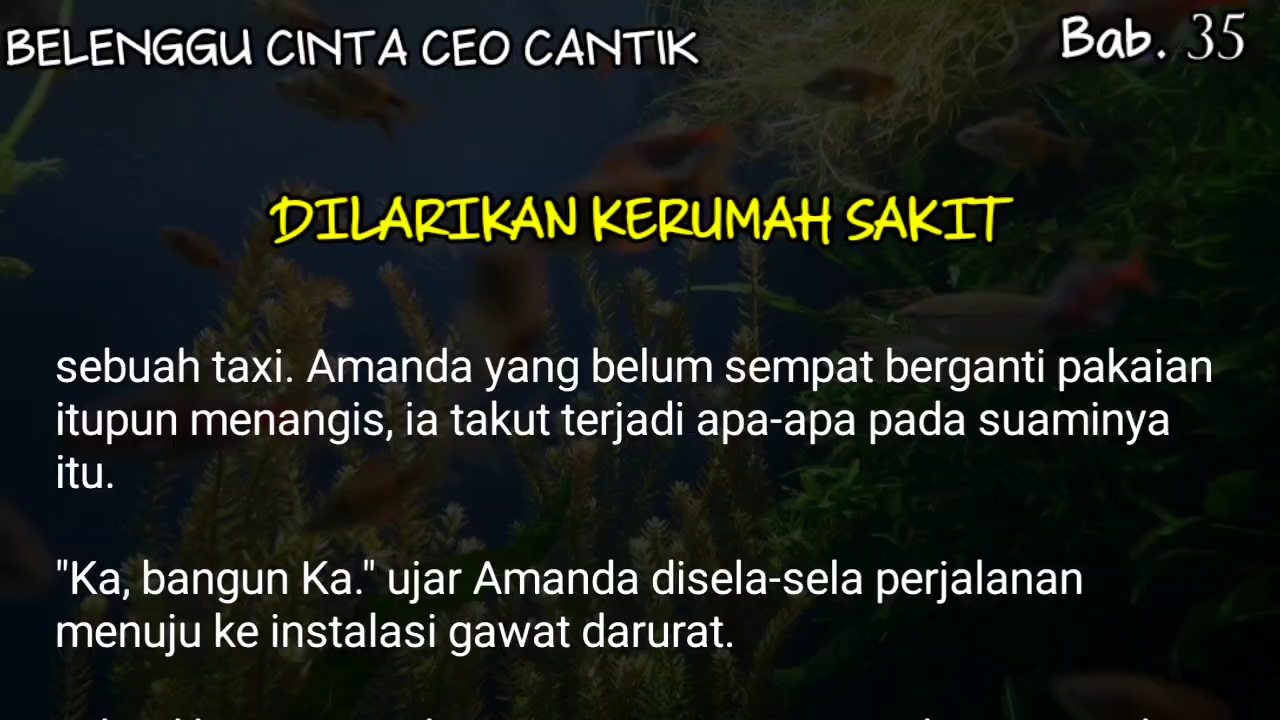 BELENGGU CINTA CEO CANTIK
Bab. 35
DILARIKAN KERUMAH SAKIT
sebuah taxi. Amanda yang belum sempat berganti pakaian
itupun menangis, ia takut terjadi apa-apa pada suaminya
itu.
"Ka, bangun Ka." ujar Amanda disela-sela perjalanan
menuju ke instalasi gawat darurat.